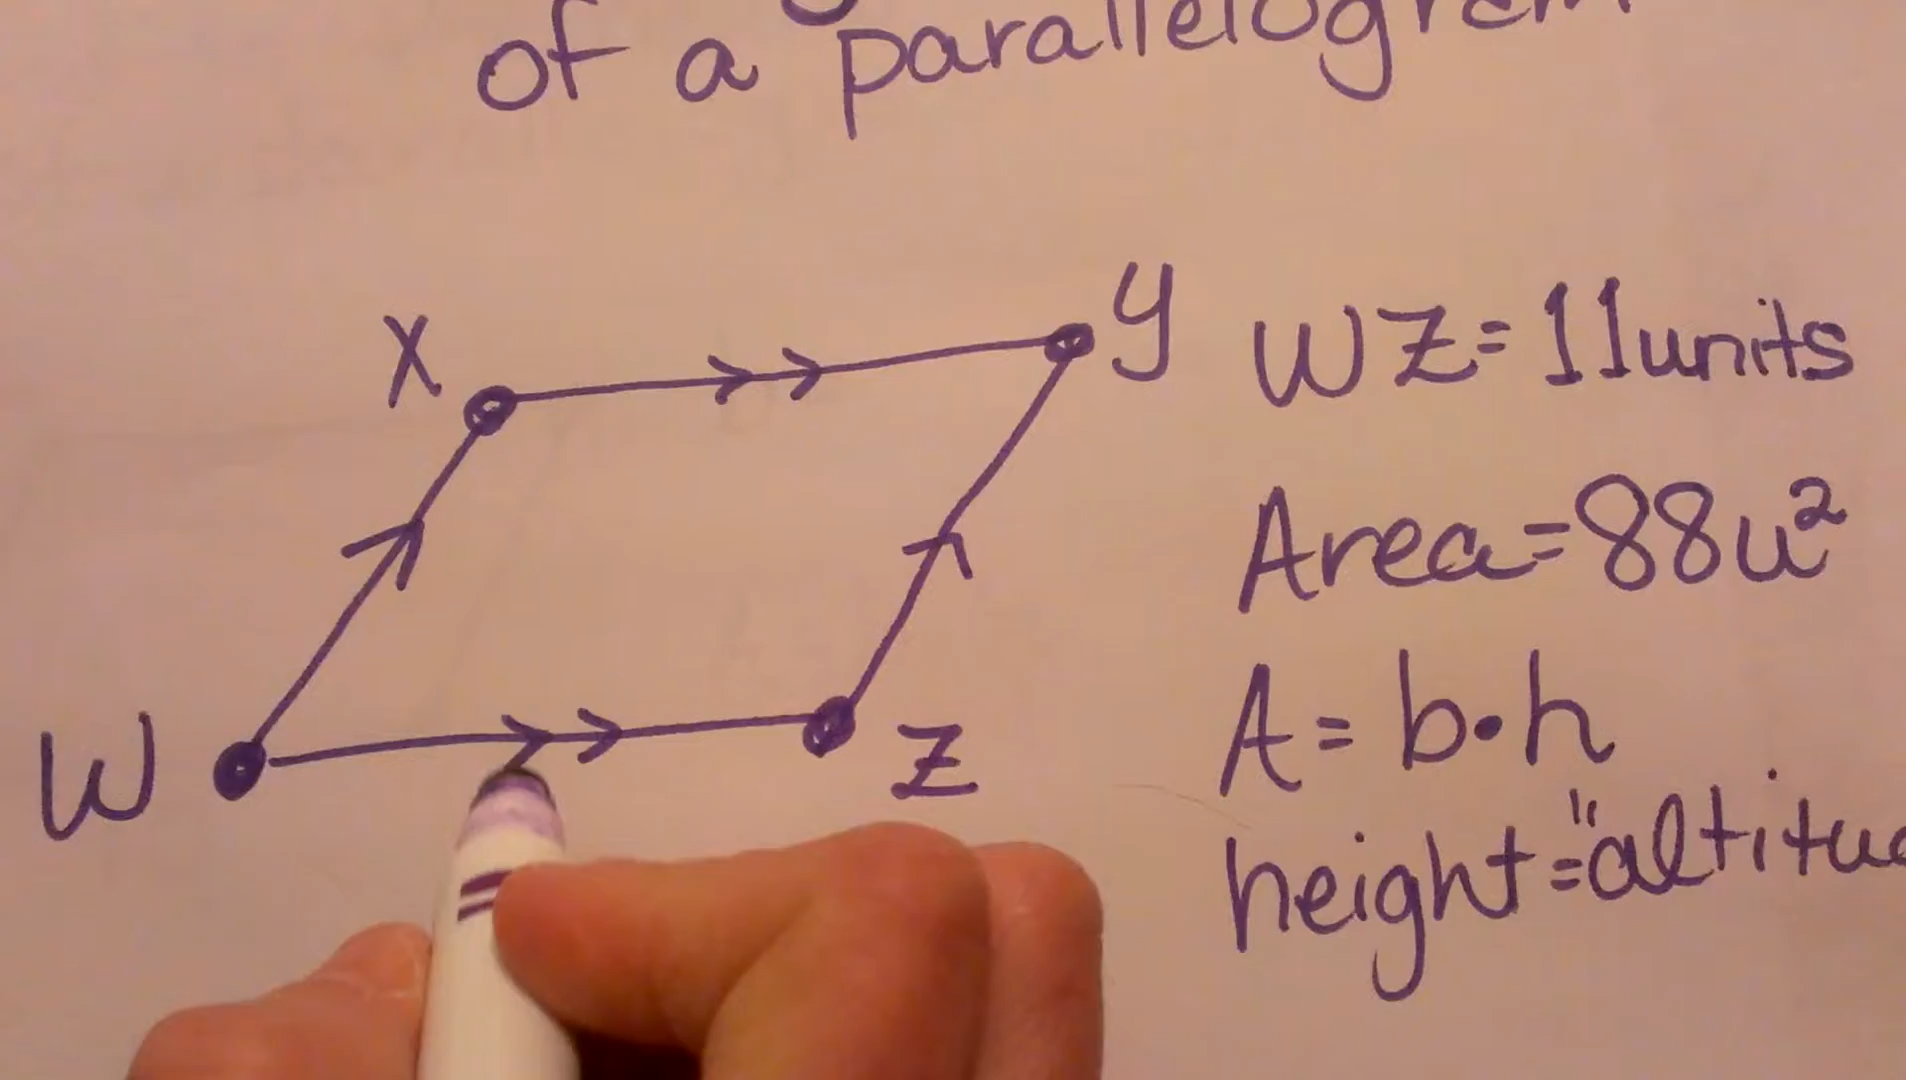 of a parallelogram
X
y
WZ=11units
Area=88u²
W
Z
A=b·h
height="altitu